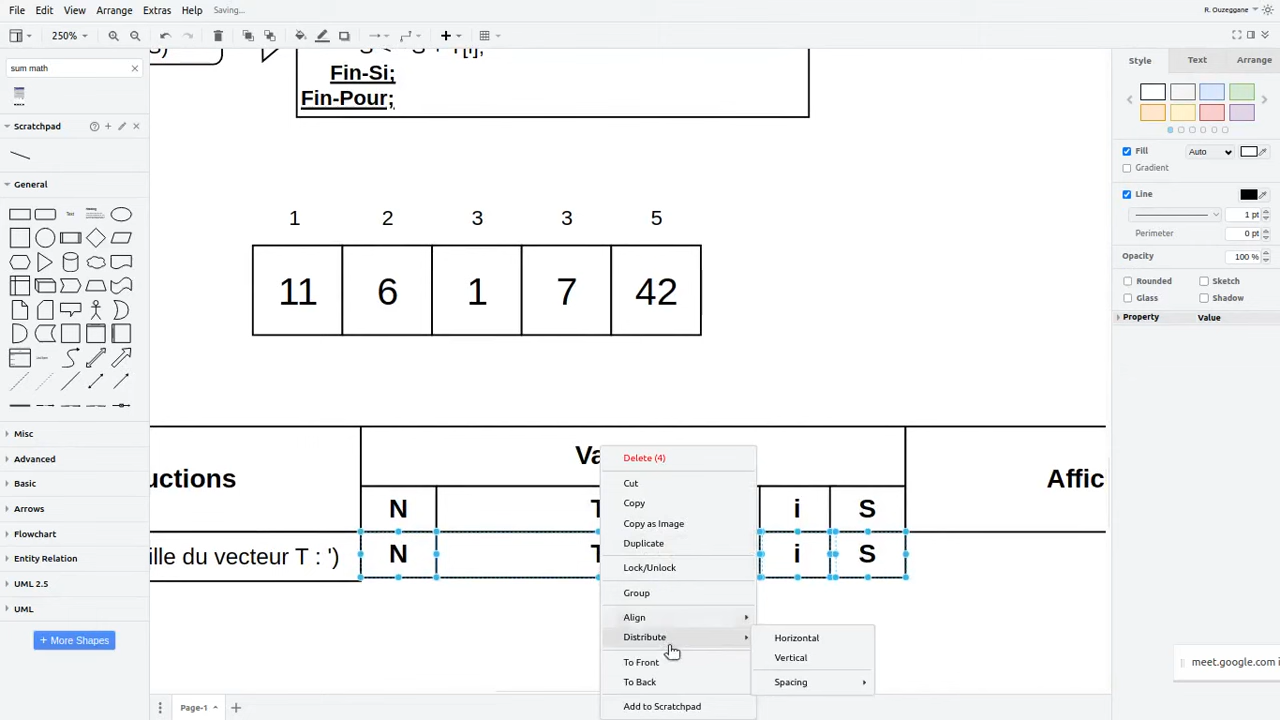 File Edit View Arrange Extras Help Saving... R. Ouzeggane
250%
sum math
Scratchpad
General
Text
Misc
Advanced
Basic
Arrows
Flowchart
Entity Relation
UML 2.5
UML
+ More Shapes
Fin-Si;
Fin-Pour;
1 2 3 3 5
11 6 1 7 42
uctions
Va
Affic
N T i S
ille du vecteur T : ')
N i S
Delete (4)
Cut
Copy
Copy as Image
Duplicate
Lock/Unlock
Group
Align
Distribute
To Front
To Back
Add to Scratchpad
Horizontal
Vertical
Spacing
Page-1
Style Text Arrange
Fill Auto
Gradient
Line
1 pt
Perimeter 0 pt
Opacity 100 %
Rounded Sketch
Glass Shadow
Property Value
meet.google.com i